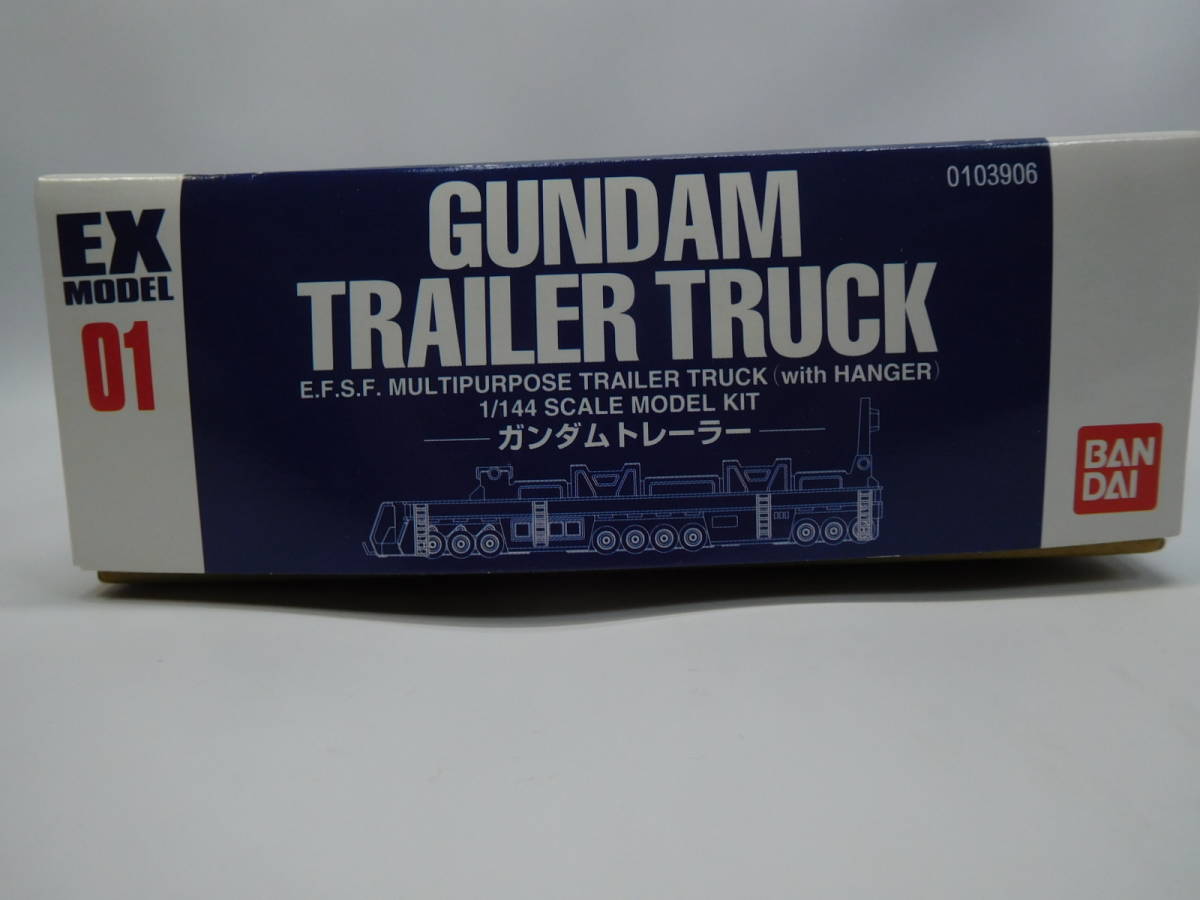 EX
MODEL
01
GUNDAM
TRAILER TRUCK
E.F.S.F. MULTIPURPOSE TRAILER TRUCK (with HANGER)
1/144 SCALE MODEL KIT
ガンダムトレーラー
0103906
BAN
DAI